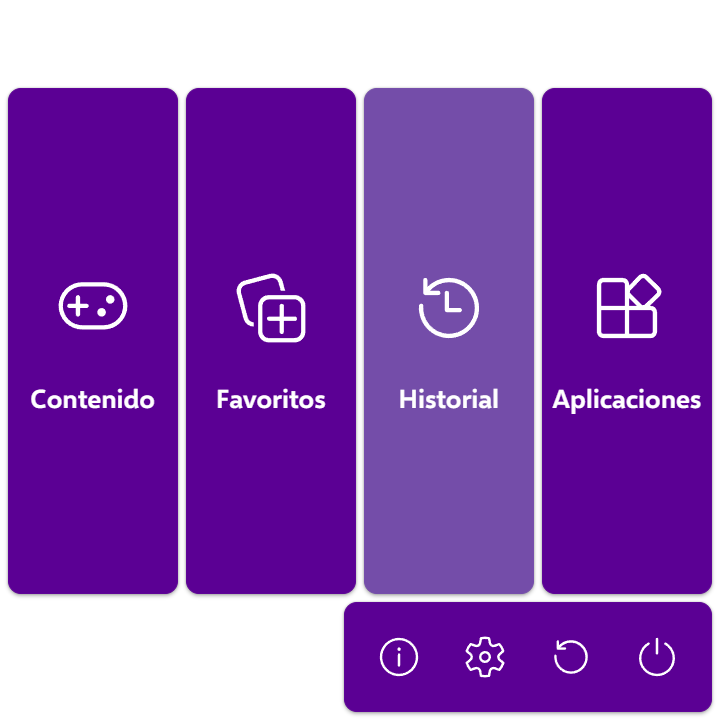 Contenido
Favoritos
Historial
Aplicaciones